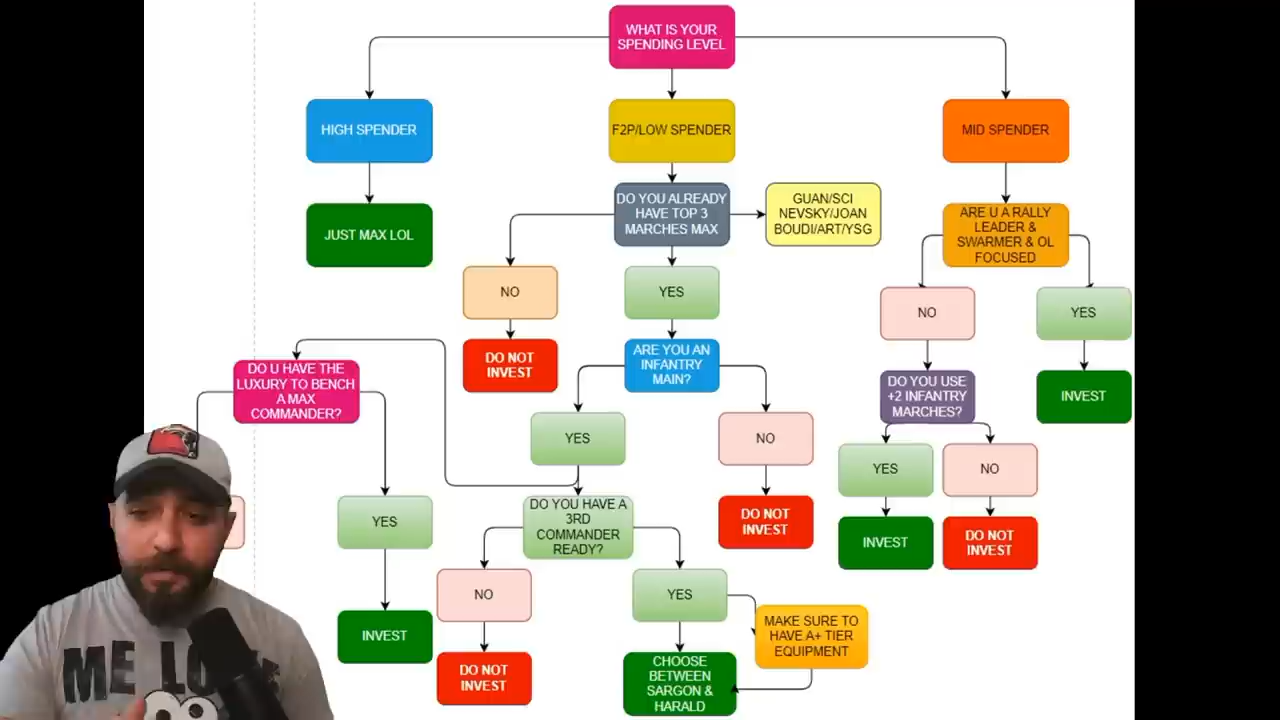 WHAT IS YOUR
SPENDING LEVEL
HIGH SPENDER
F2P/LOW SPENDER
MID SPENDER
JUST MAX LOL
DO YOU ALREADY
HAVE TOP 3
MARCHES MAX
GUAN/SCI
NEVSKY/JOAN
BOUDI/ART/YSG
ARE U A RALLY
LEADER &
SWARMER & OL
FOCUSED
NO
YES
NO
YES
DO NOT
INVEST
ARE YOU AN
INFANTRY
MAIN?
DO U HAVE THE
LUXURY TO BENCH
A MAX
COMMANDER?
DO YOU USE
+2 INFANTRY
MARCHES?
INVEST
YES
NO
YES
NO
YES
DO YOU HAVE A
3RD
COMMANDER
READY?
DO NOT
INVEST
INVEST
DO NOT
INVEST
NO
YES
INVEST
MAKE SURE TO
HAVE A+ TIER
EQUIPMENT
DO NOT
INVEST
CHOOSE
BETWEEN
SARGON &
HARALD